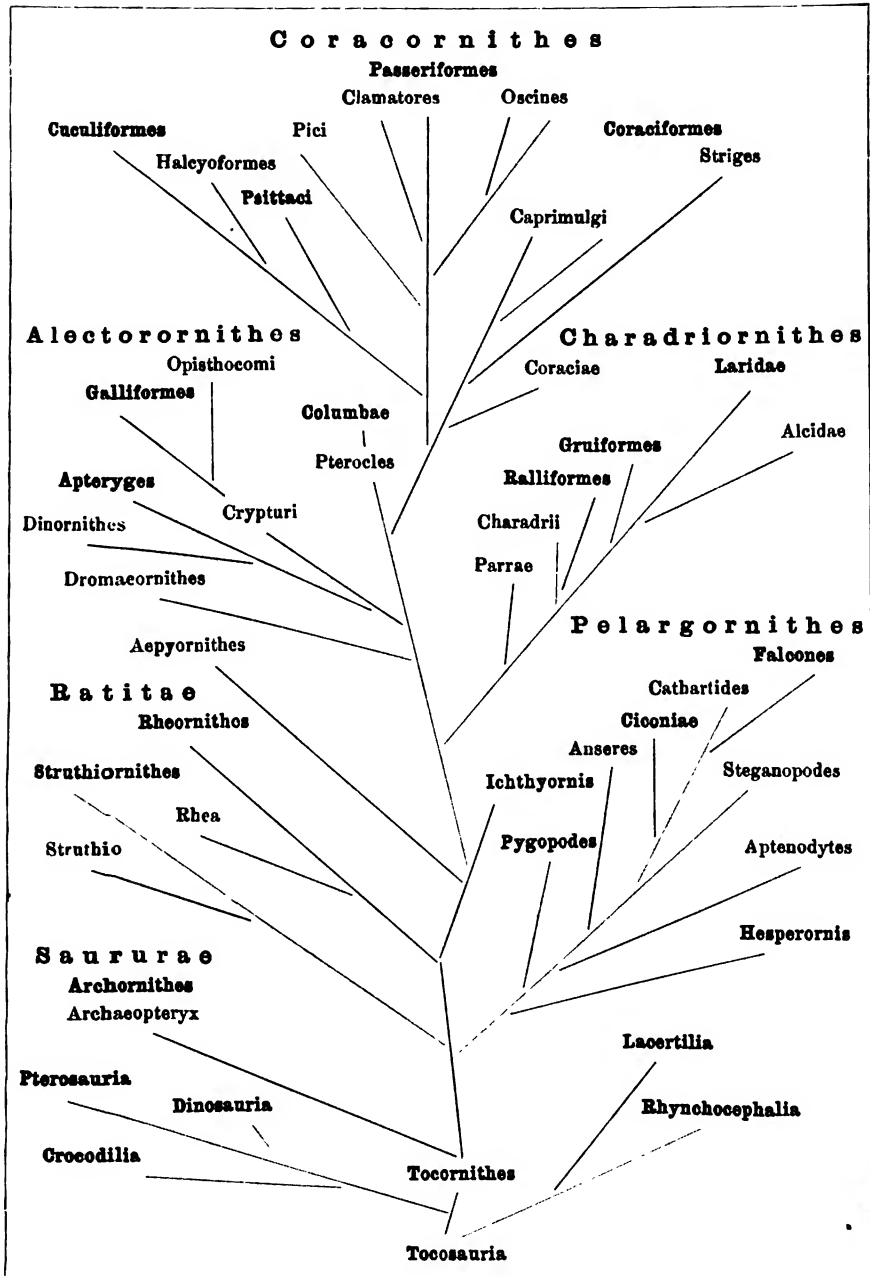 Coracornithes
Passeriformes
Clamatores
Oscines
Cuculiformes
Pici
Coraciformes
Halcyoformes
Striges
Psittaci
Caprimulgi
Alectorornithes
Charadriornithes
Opisthocomi
Coraciae
Laridae
Galliformes
Columbae
Alcidae
Gruiformes
Pterocles
Apteryges
Ralliformes
Crypturi
Dinornithes
Charadrii
Parrae
Dromaeornithes
Pelargornithes
Aepyornithes
Falcones
Ratitae
Cathartides
Rheornithos
Ciconiae
Anseres
Struthiornithes
Ichthyornis
Steganopodes
Rhea
Struthio
Pygopodes
Aptenodytes
Hesperornis
Saururae
Archornithes
Archaeopteryx
Lacertilia
Pterosauria
Dinosauria
Rhynchocephalia
Crocodilia
Tocornithes
Tocosauria